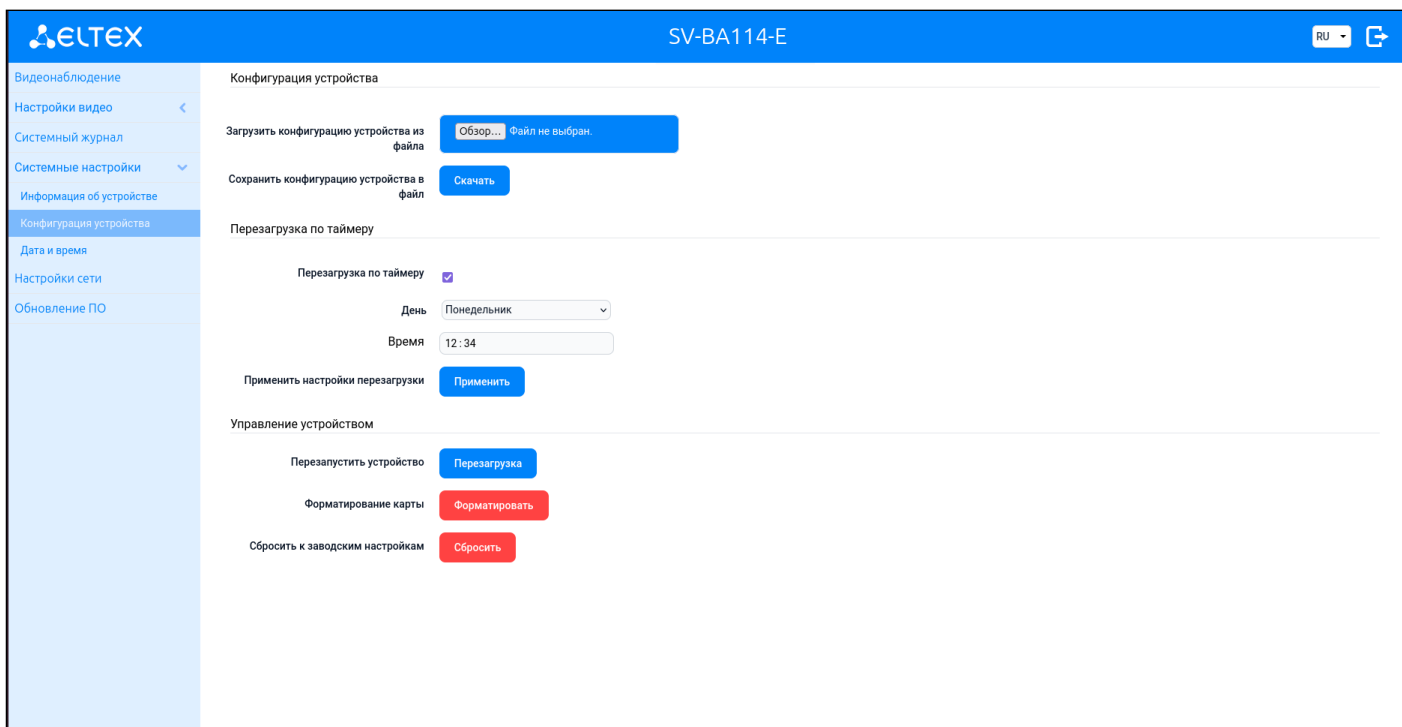 ELTEX
SV-BA114-E
RU
Видеонаблюдение
Настройки видео
Системный журнал
Системные настройки
Информация об устройстве
Конфигурация устройства
Дата и время
Настройки сети
Обновление ПО
Конфигурация устройства
Загрузить конфигурацию устройства из
файла
Обзор... Файл не выбран.
Сохранить конфигурацию устройства в
файл
Скачать
Перезагрузка по таймеру
Перезагрузка по таймеру
День
Понедельник
Время
12 : 34
Применить настройки перезагрузки
Применить
Управление устройством
Перезапустить устройство
Перезагрузка
Форматирование карты
Форматировать
Сбросить к заводским настройкам
Сбросить